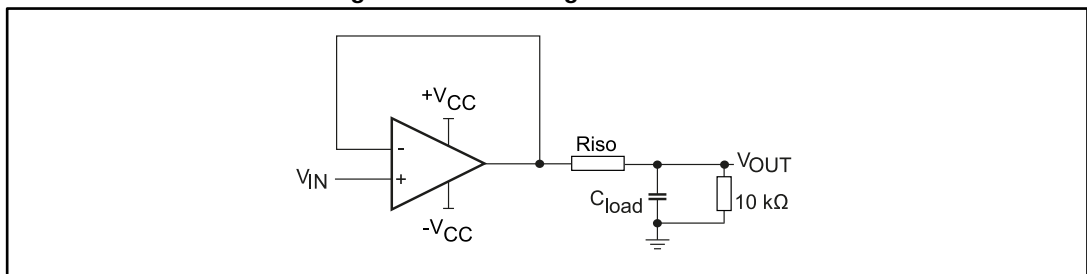 +VCC
Riso
-
VOUT
VIN
+
Cload
10 kΩ
-VCC